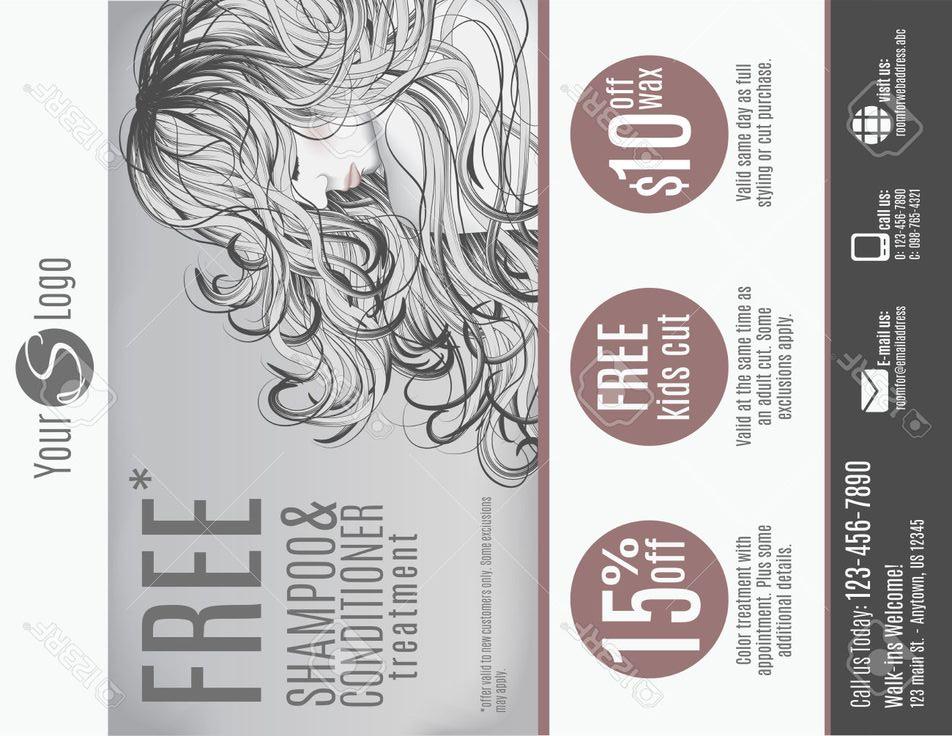 Your S Logo
FREE*
SHAMPOO&
CONDITIONER
treatment
*offer valid to new customers only. Some exclusions
may apply.
15%
off
Color treatment with
appointment. Plus some
additional details.
FREE
kids cut
Valid at the same time as
an adult cut. Some
exclusions apply.
$10 off
wax
Valid same day as full
styling or cut purchase.
Call us Today: 123-456-7890
Walk-ins Welcome!
123 main St. - Anytown, US 12345
E-mail us:
roomfor@emailaddress
call us:
O: 123-456-7890
C: 098-765-4321
visit us:
roomforwebaddress.abc
123RF